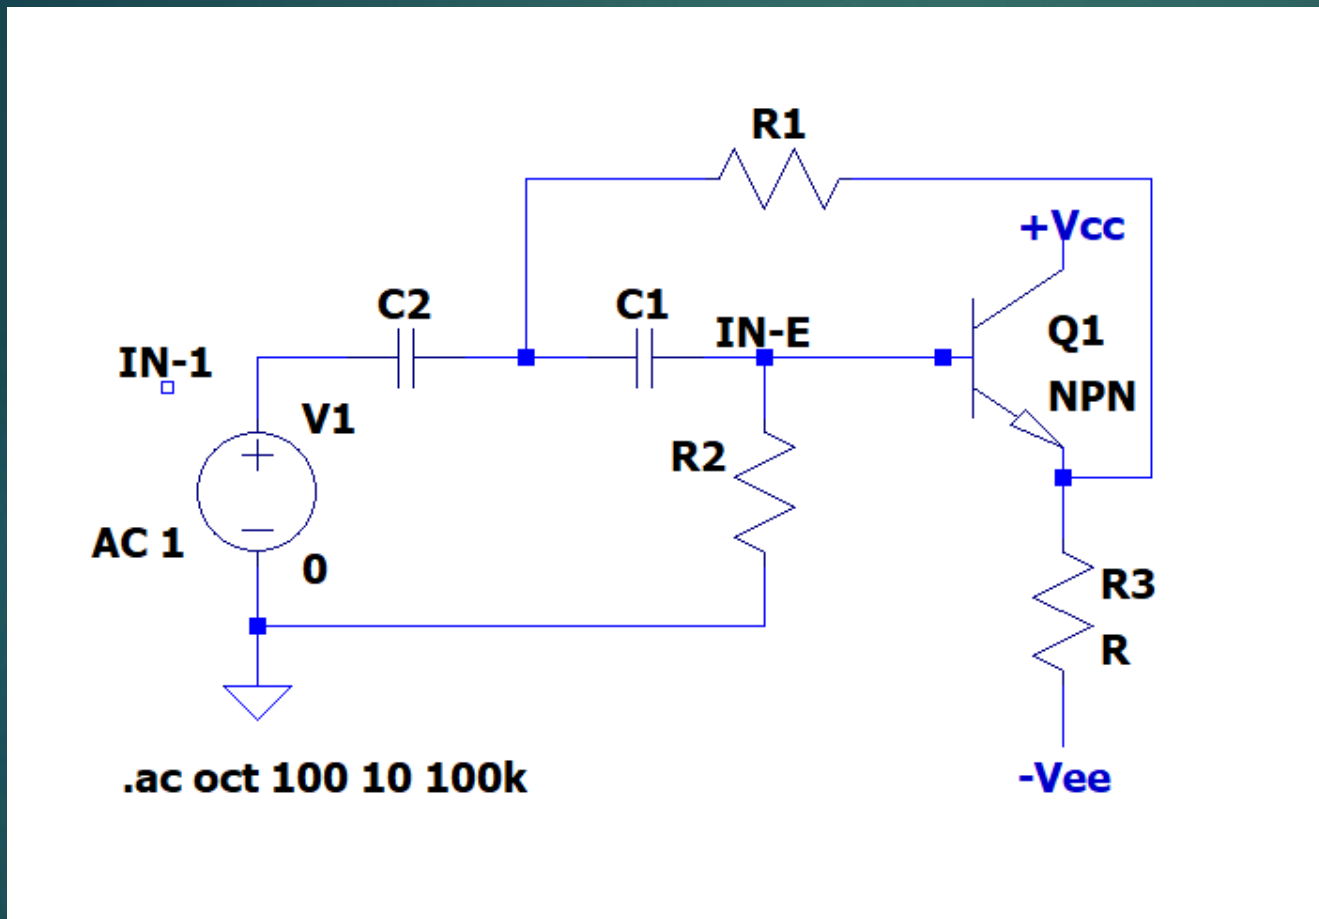 R1
+Vcc
C2
C1
IN-E
Q1
IN-1
NPN
V1
R2
AC 1
0
R3
R
.ac oct 100 10 100k
-Vee